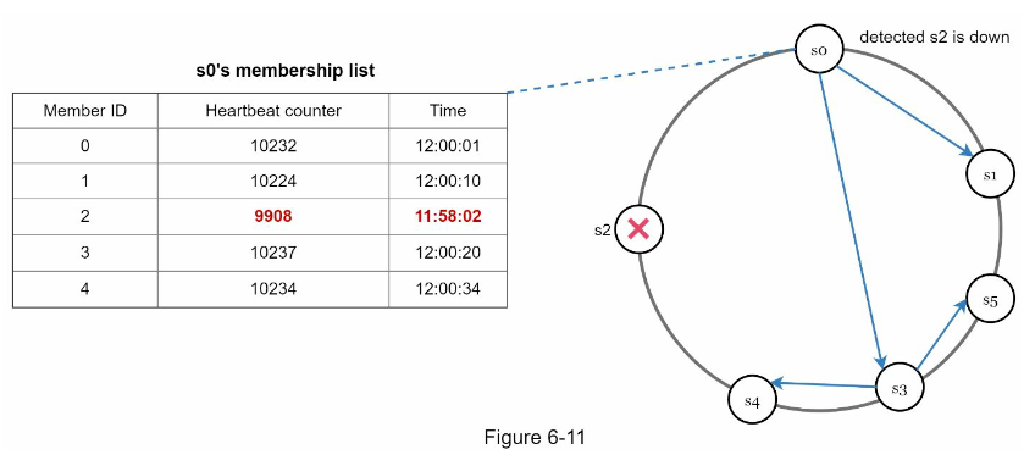 s0's membership list
Member ID Heartbeat counter Time
0 10232 12:00:01
1 10224 12:00:10
2 9908 11:58:02
3 10237 12:00:20
4 10234 12:00:34
detected s2 is down
s0
s1
s2
s5
s3
s4
Figure 6-11